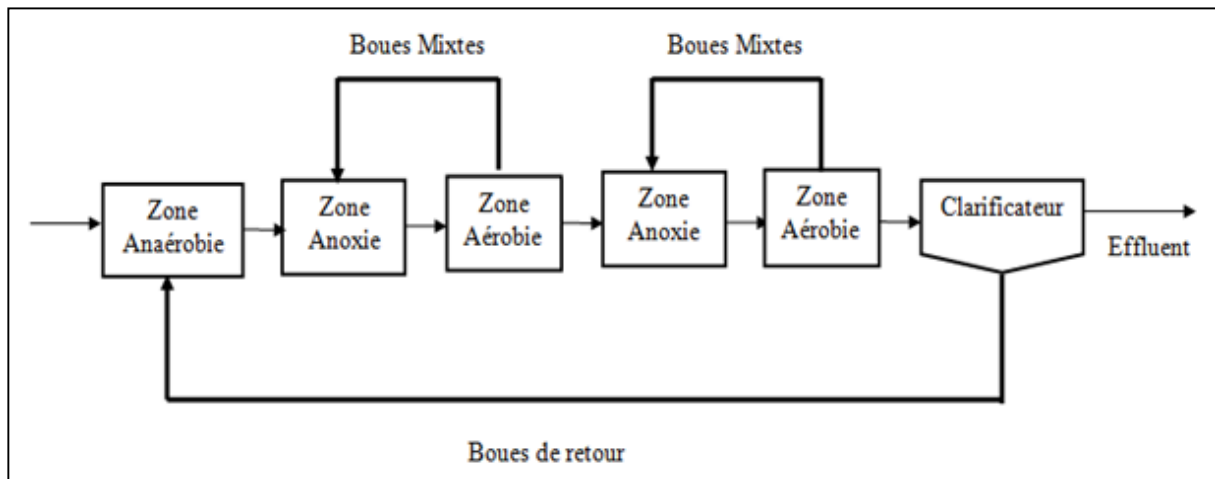 Boues Mixtes
Boues Mixtes
Zone
Anaérobie
Zone
Anoxie
Zone
Aérobie
Zone
Anoxie
Zone
Aérobie
Clarificateur
Effluent
Boues de retour